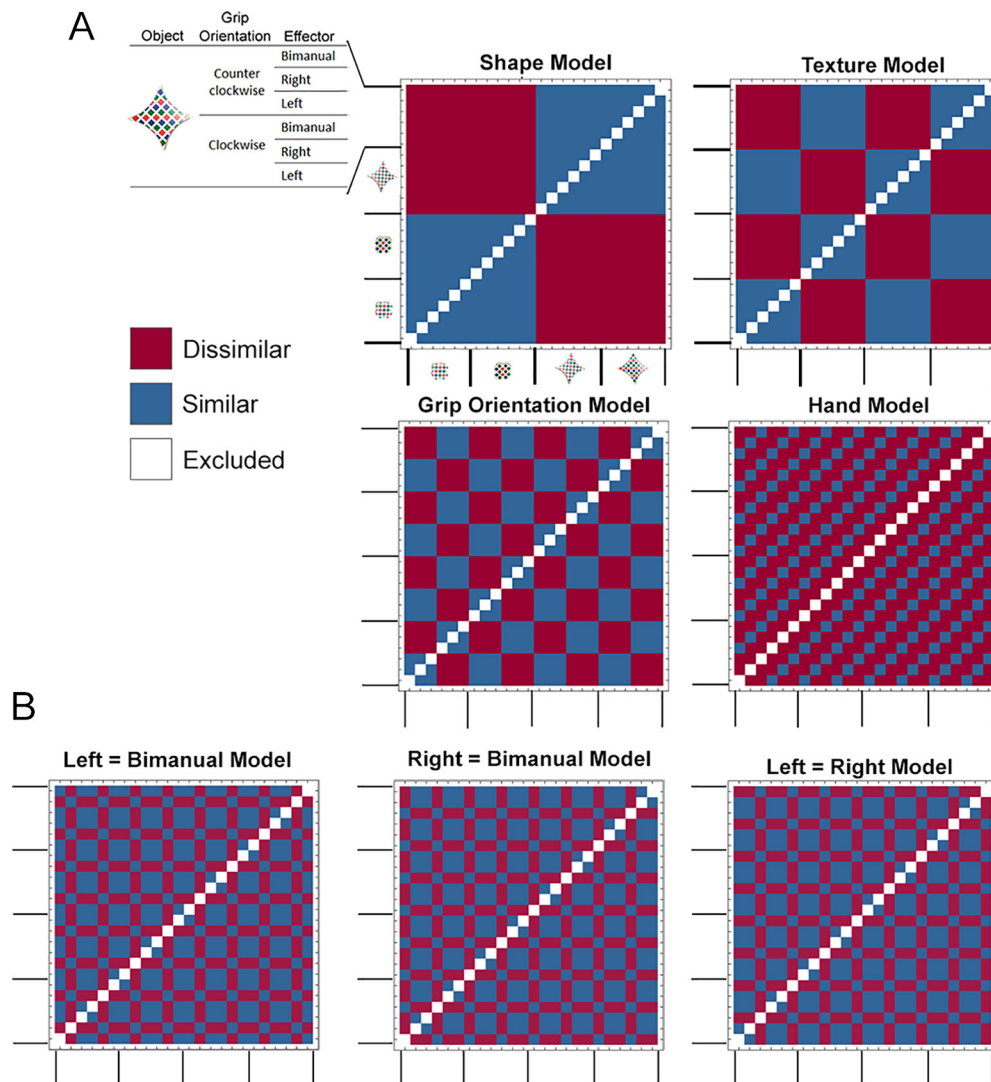 A
Grip
Object Orientation Effector
Bimanual
Counter
clockwise
Right
Left
Bimanual
Clockwise
Right
Left
Shape Model
Texture Model
Dissimilar
Similar
Excluded
Grip Orientation Model
Hand Model
B
Left = Bimanual Model
Right = Bimanual Model
Left = Right Model